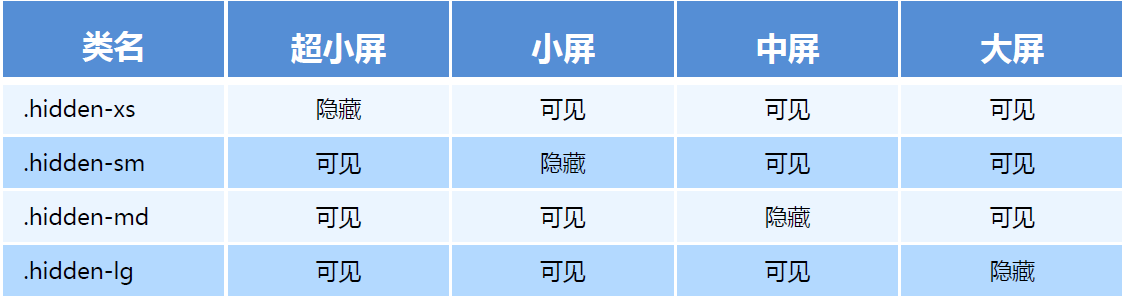 类名 超小屏 小屏 中屏 大屏
.hidden-xs 隐藏 可见 可见 可见
.hidden-sm 可见 隐藏 可见 可见
.hidden-md 可见 可见 隐藏 可见
.hidden-lg 可见 可见 可见 隐藏